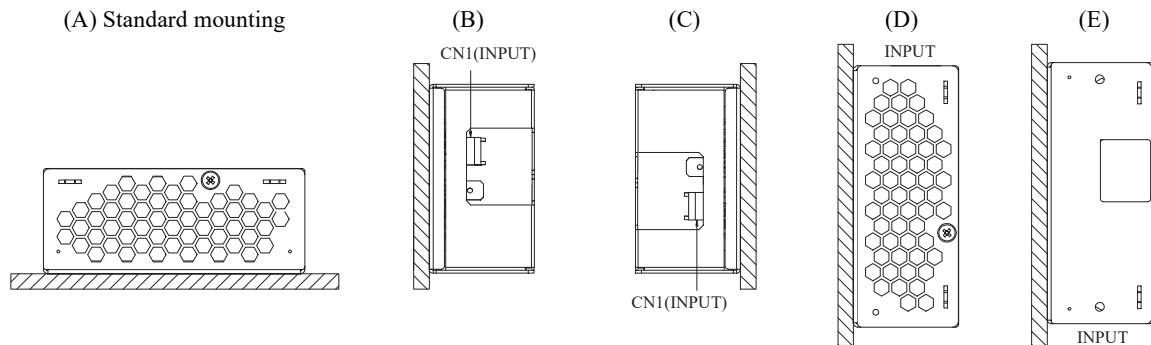 (A) Standard mounting
(B)
(C)
(D)
(E)
CN1(INPUT)
INPUT
CN1(INPUT)
INPUT